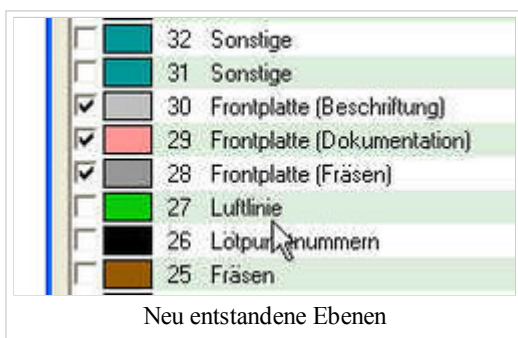 32 Sonstige
31 Sonstige
30 Frontplatte (Beschriftung)
29 Frontplatte (Dokumentation)
28 Frontplatte (Fräsen)
27 Luftlinie
26
25 Fräsen
Neu entstandene Ebenen